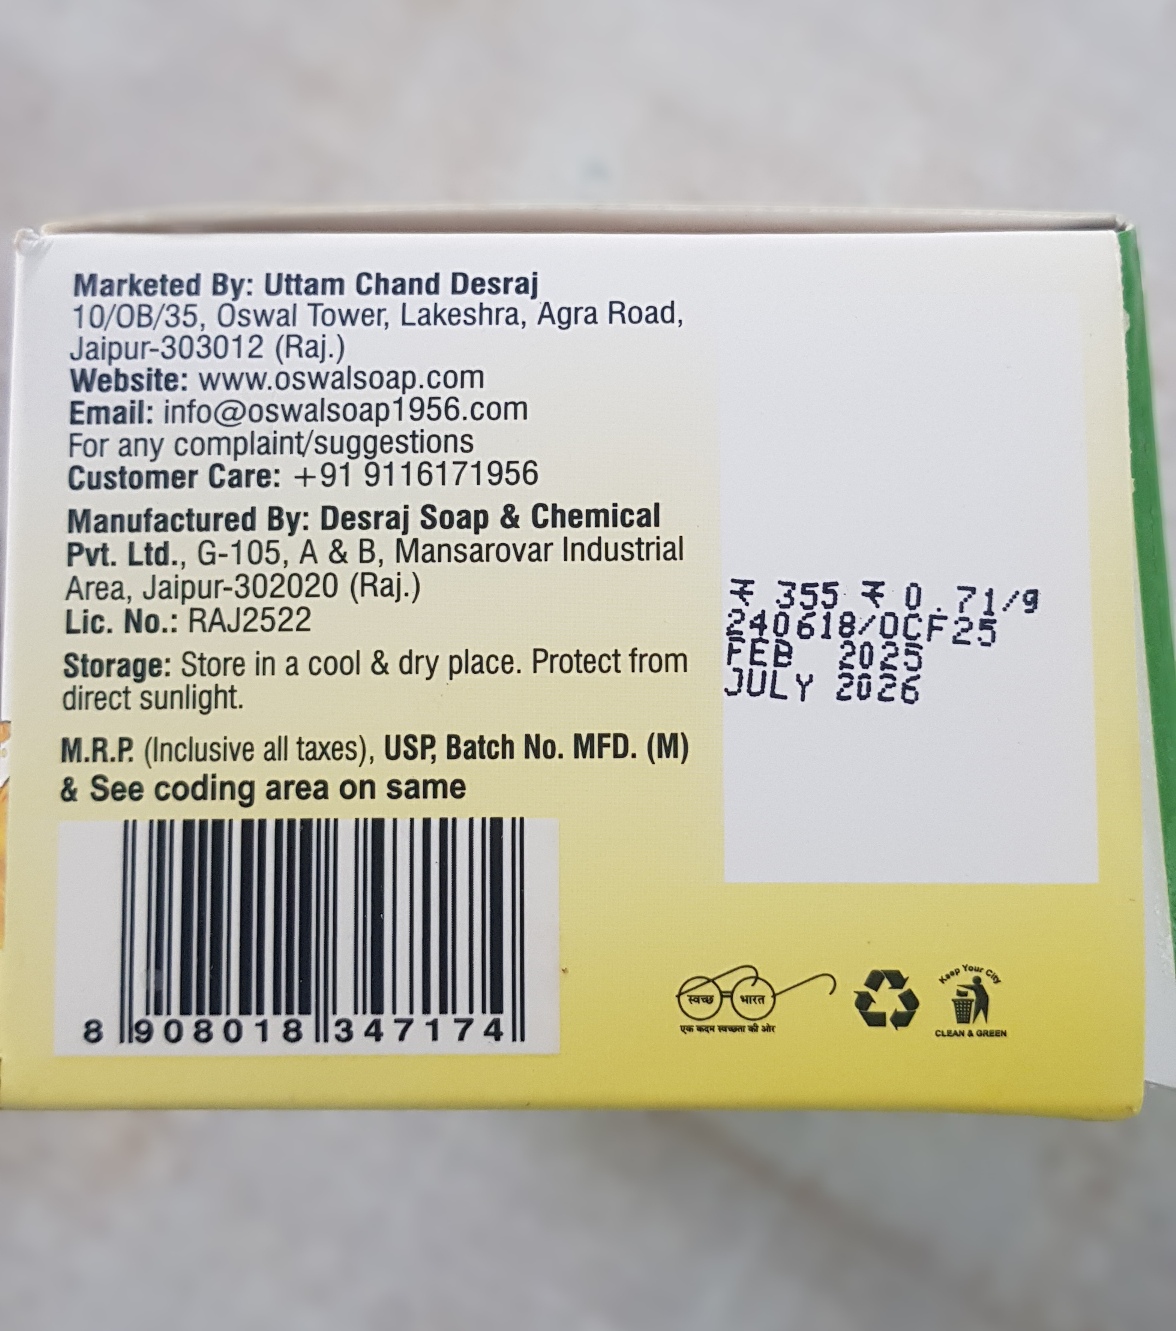 Marketed By: Uttam Chand Desraj
10/OB/35, Oswal Tower, Lakeshra, Agra Road,
Jaipur-303012 (Raj.)
Website: www.oswalsoap.com
Email: info@oswalsoap1956.com
For any complaint/suggestions
Customer Care: +91 9116171956
Manufactured By: Desraj Soap & Chemical
Pvt. Ltd., G-105, A & B, Mansarovar Industrial
Area, Jaipur-302020 (Raj.)
Lic. No.: RAJ2522
Storage: Store in a cool & dry place. Protect from
direct sunlight.
M.R.P. (Inclusive all taxes), USP, Batch No. MFD. (M)
& See coding area on same
₹ 355 ₹ 0.71/g
240618/OCF25
FEB 2025
JULY 2026
8 908018 347174
स्वच्छ भारत
एक कदम स्वच्छता की ओर
Keep Your City
CLEAN & GREEN